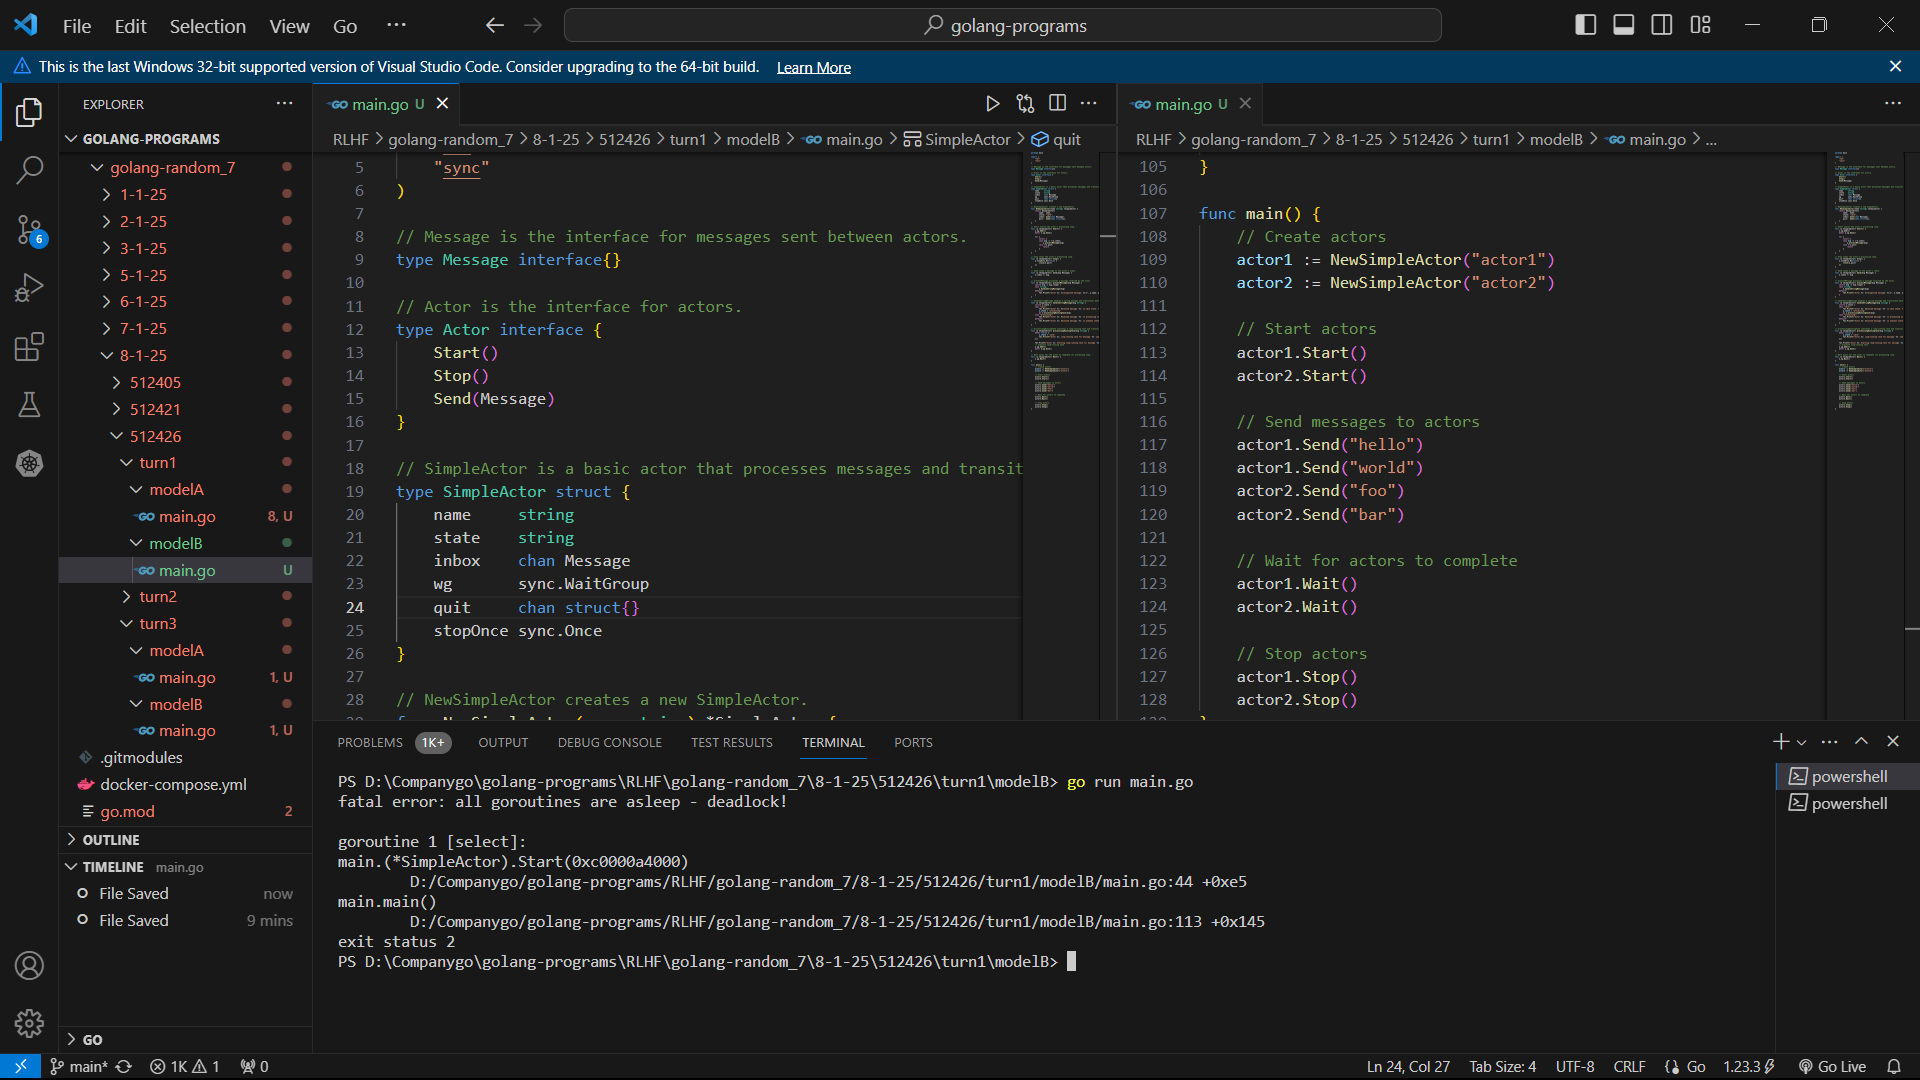 File Edit Selection View Go ··· golang-programs
This is the last Windows 32-bit supported version of Visual Studio Code. Consider upgrading to the 64-bit build. Learn More
EXPLORER
GOLANG-PROGRAMS
golang-random_7
1-1-25
2-1-25
3-1-25
5-1-25
6-1-25
7-1-25
8-1-25
512405
512421
512426
turn1
modelA
main.go 8, U
modelB
main.go U
turn2
turn3
modelA
main.go 1, U
modelB
main.go 1, U
.gitmodules
docker-compose.yml
go.mod 2
OUTLINE
TIMELINE main.go
File Saved now
File Saved 9 mins
GO
6
main.go U
RLHF > golang-random_7 > 8-1-25 > 512426 > turn1 > modelB > main.go > SimpleActor > quit
5 "sync"
6 )
7
8 // Message is the interface for messages sent between actors.
9 type Message interface{}
10
11 // Actor is the interface for actors.
12 type Actor interface {
13 Start()
14 Stop()
15 Send(Message)
16 }
17
18 // SimpleActor is a basic actor that processes messages and transit
19 type SimpleActor struct {
20 name string
21 state string
22 inbox chan Message
23 wg sync.WaitGroup
24 quit chan struct{}
25 stopOnce sync.Once
26 }
27
28 // NewSimpleActor creates a new SimpleActor.
main.go U
RLHF > golang-random_7 > 8-1-25 > 512426 > turn1 > modelB > main.go > ...
105 }
106
107 func main() {
108 // Create actors
109 actor1 := NewSimpleActor("actor1")
110 actor2 := NewSimpleActor("actor2")
111
112 // Start actors
113 actor1.Start()
114 actor2.Start()
115
116 // Send messages to actors
117 actor1.Send("hello")
118 actor1.Send("world")
119 actor2.Send("foo")
120 actor2.Send("bar")
121
122 // Wait for actors to complete
123 actor1.Wait()
124 actor2.Wait()
125
126 // Stop actors
127 actor1.Stop()
128 actor2.Stop()
PROBLEMS 1K+ OUTPUT DEBUG CONSOLE TEST RESULTS TERMINAL PORTS
PS D:\Companygo\golang-programs\RLHF\golang-random_7\8-1-25\512426\turn1\modelB> go run main.go
fatal error: all goroutines are asleep - deadlock!
goroutine 1 [select]:
main.(*SimpleActor).Start(0xc0000a4000)
D:/Companygo/golang-programs/RLHF/golang-random_7/8-1-25/512426/turn1/modelB/main.go:44 +0xe5
main.main()
D:/Companygo/golang-programs/RLHF/golang-random_7/8-1-25/512426/turn1/modelB/main.go:113 +0x145
exit status 2
PS D:\Companygo\golang-programs\RLHF\golang-random_7\8-1-25\512426\turn1\modelB>
powershell
powershell
main* 1K 1 0 Ln 24, Col 27 Tab Size: 4 UTF-8 CRLF Go 1.23.3 Go Live